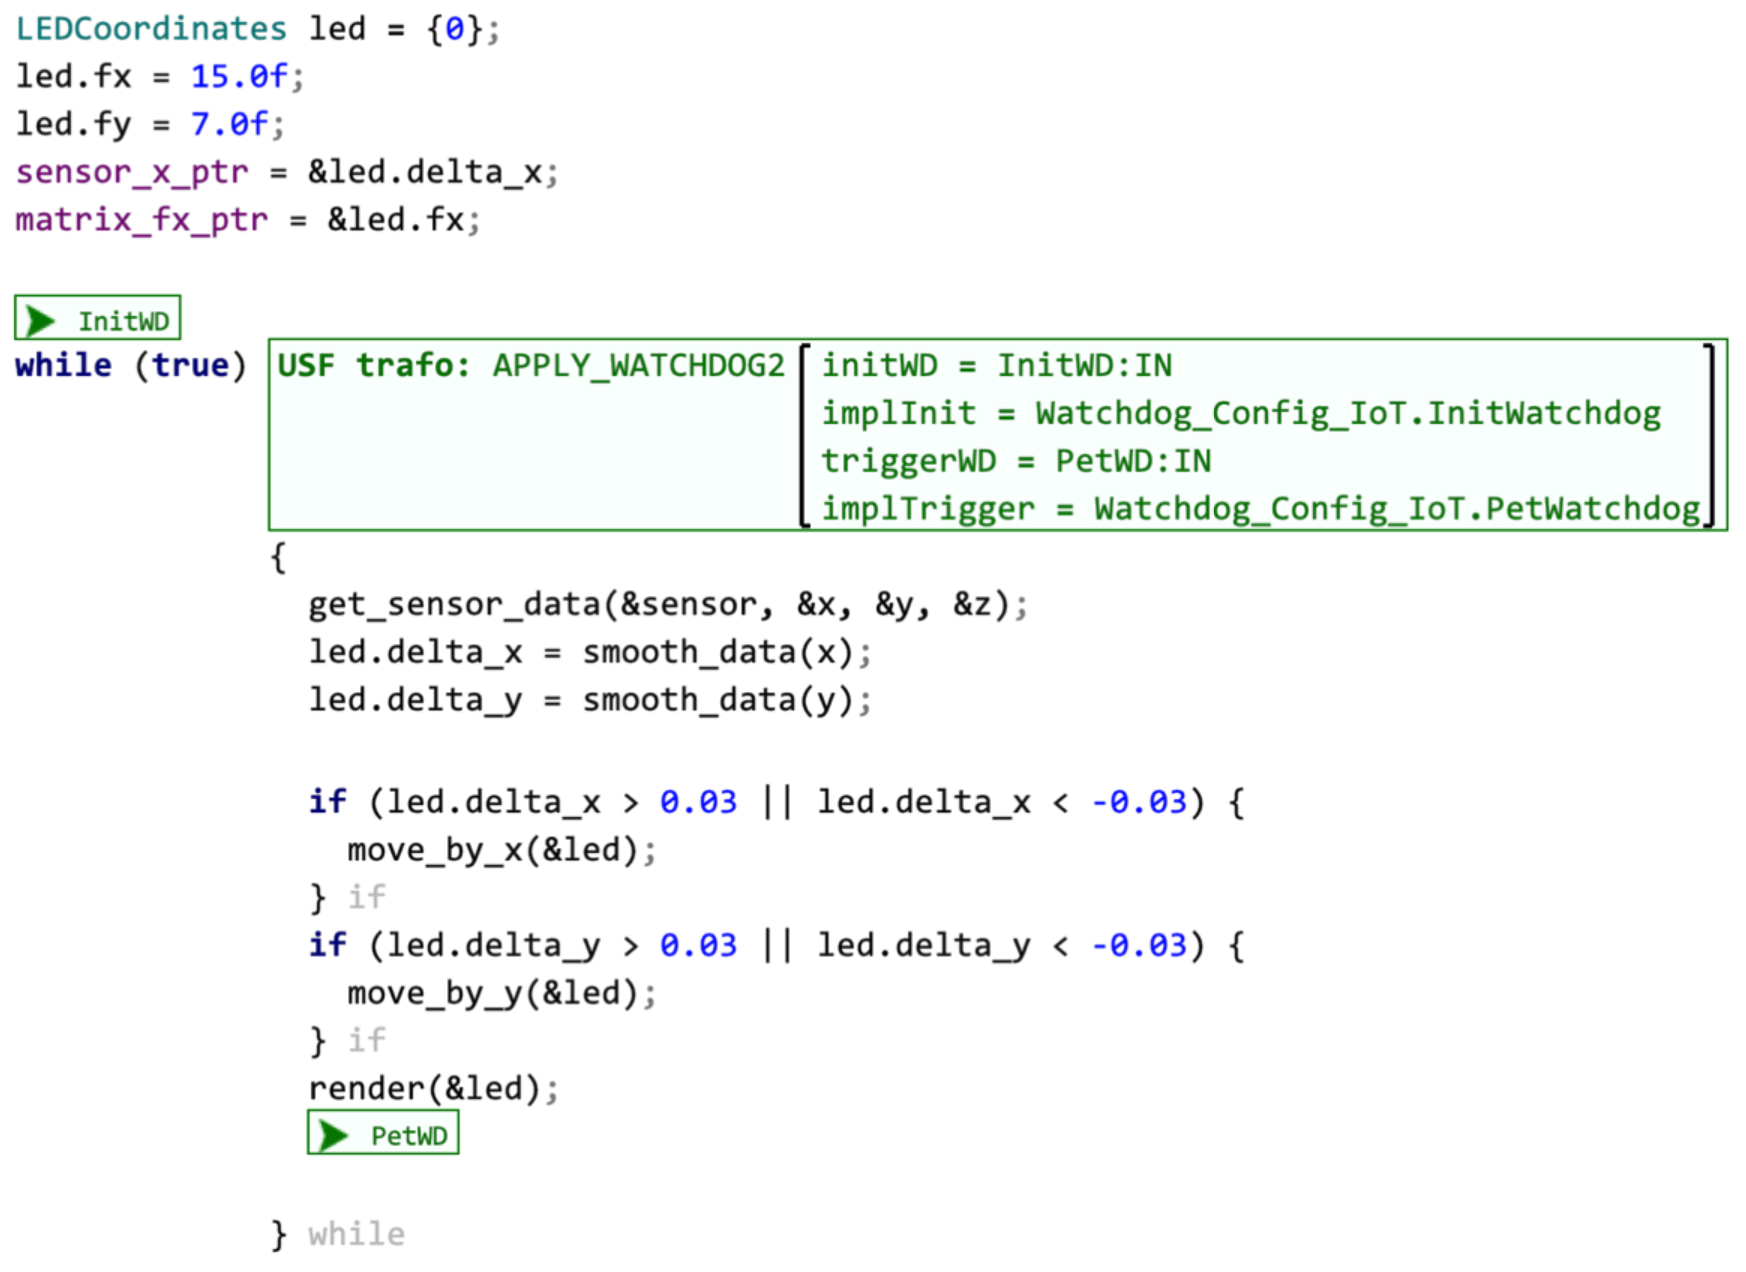 LEDCoordinates led = {0};
led.fx = 15.0f;
led.fy = 7.0f;
sensor_x_ptr = &led.delta_x;
matrix_fx_ptr = &led.fx;
InitWD
while (true) USF trafo: APPLY_WATCHDOG2 [ initWD = InitWD:IN ]
implInit = Watchdog_Config_IoT.InitWatchdog
triggerWD = PetWD:IN
implTrigger = Watchdog_Config_IoT.PetWatchdog
{
get_sensor_data(&sensor, &x, &y, &z);
led.delta_x = smooth_data(x);
led.delta_y = smooth_data(y);
if (led.delta_x > 0.03 || led.delta_x < -0.03) {
move_by_x(&led);
} if
if (led.delta_y > 0.03 || led.delta_y < -0.03) {
move_by_y(&led);
} if
render(&led);
PetWD
} while